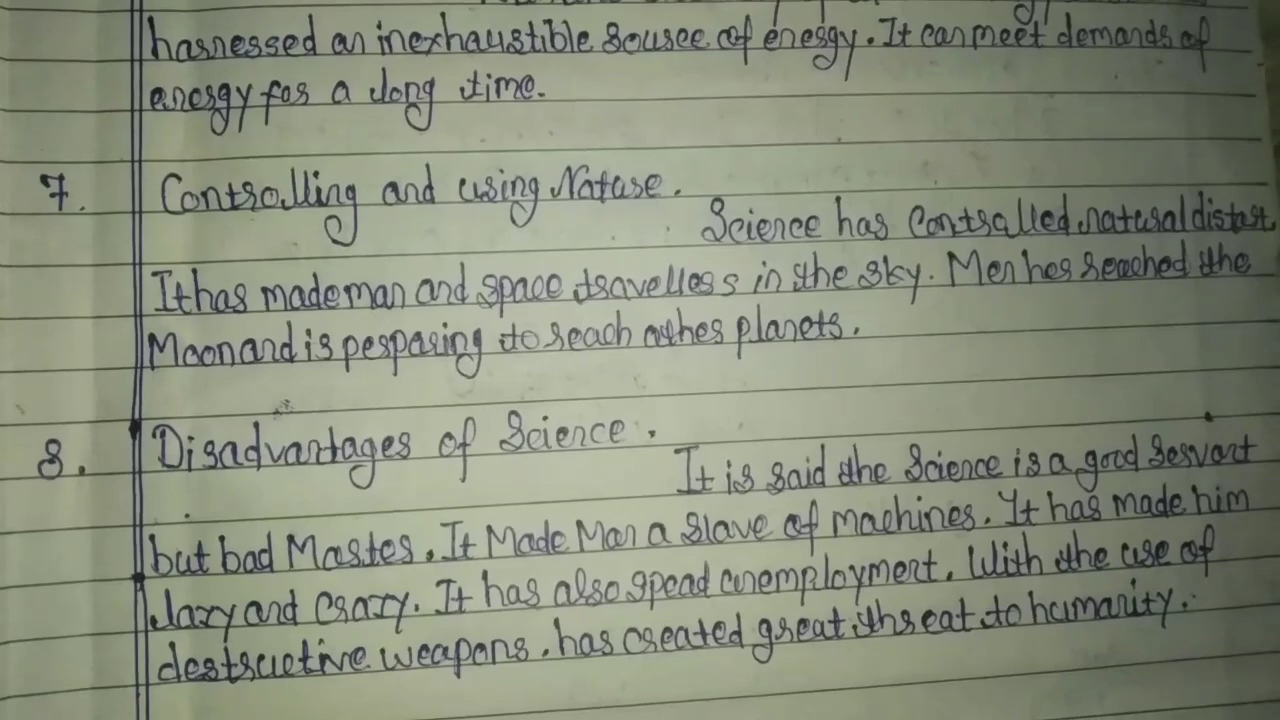 harnessed an inexhaustible source of energy. It can meet demands of
energy for a long time.
7. Controlling and using Nature.
Science has controlled natural distast.
It has made man and space travellers in the sky. Men hes reached the
Moon and is perparing to reach other planets.
8. Disadvantages of Science.
It is said the Science is a good servant
but bad Master. It Made Man a slave of machines. It has made him
lazy and crazy. It has also spead unemployment. With the use of
destructive weapons. has created great threat to humanity.